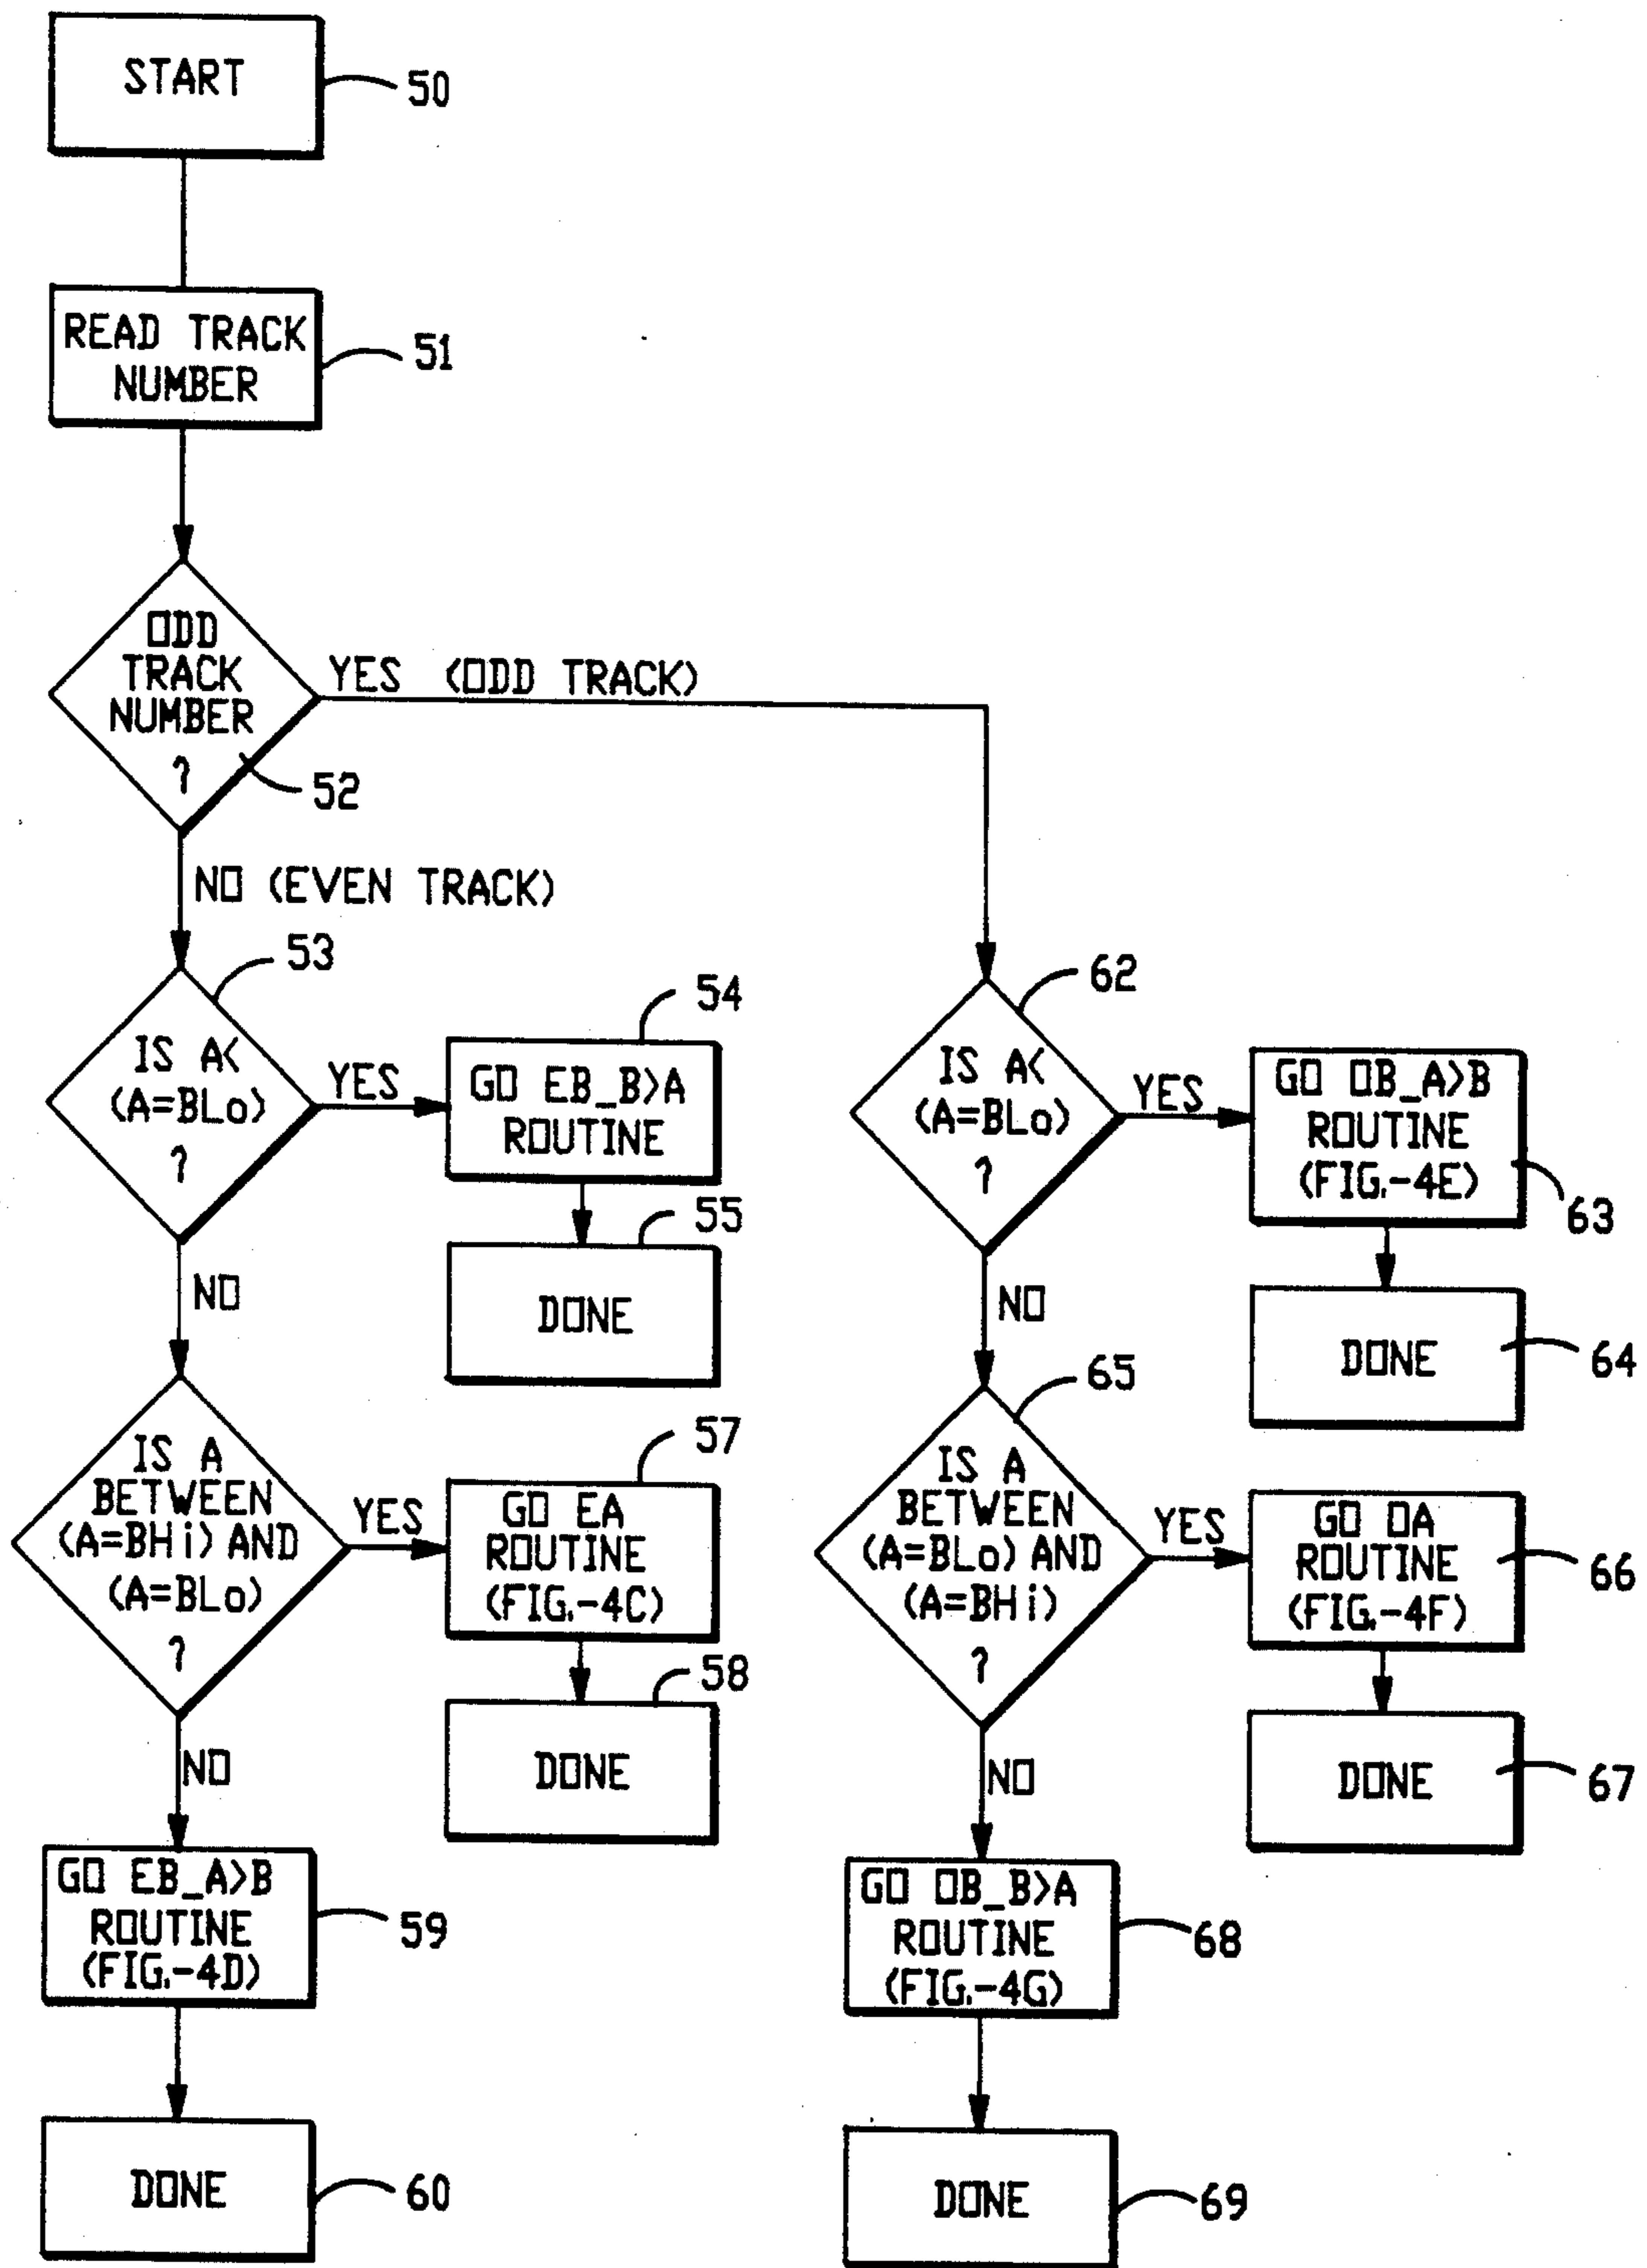 START
50
READ TRACK
NUMBER
51
ODD
TRACK
NUMBER
?
52
YES (ODD TRACK)
NO (EVEN TRACK)
53
IS A<
(A=BLo)
?
YES
54
GO EB_B>A
ROUTINE
55
DONE
NO
IS A
BETWEEN
(A=BHi) AND
(A=BLo)
?
YES
57
GO EA
ROUTINE
(FIG.-4C)
58
DONE
NO
GO EB_A>B
ROUTINE
(FIG.-4D)
59
DONE
60
62
IS A<
(A=BLo)
?
YES
GO OB_A>B
ROUTINE
(FIG.-4E)
63
DONE
64
NO
65
IS A
BETWEEN
(A=BLo) AND
(A=BHi)
?
YES
GO OA
ROUTINE
(FIG.-4F)
66
DONE
67
NO
GO OB_B>A
ROUTINE
(FIG.-4G)
68
DONE
69